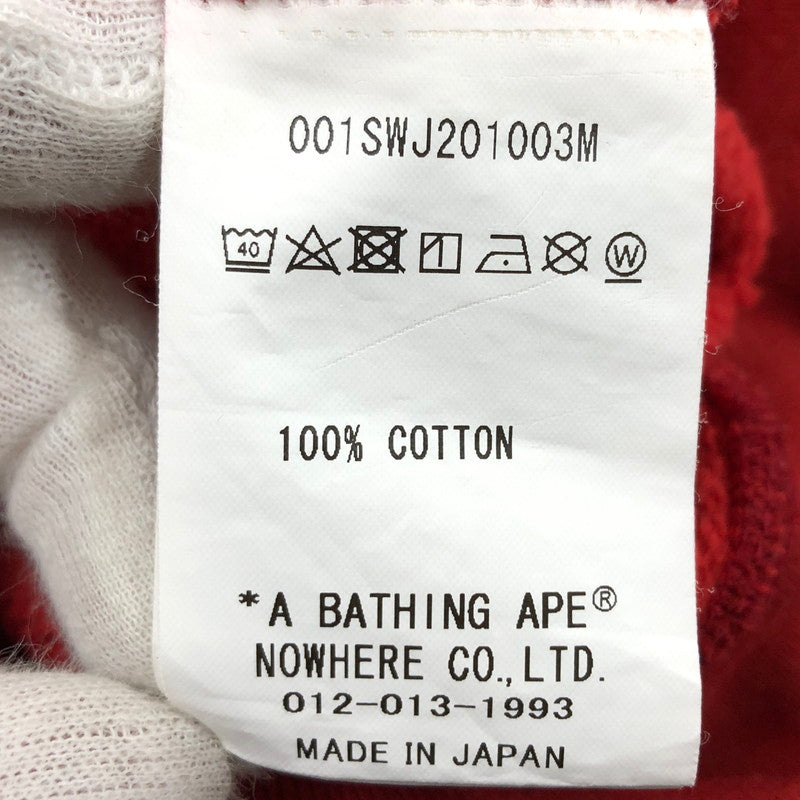 001SWJ201003M
40 W
100% COTTON
*A BATHING APE®
NOWHERE CO.,LTD.
012-013-1993
MADE IN JAPAN